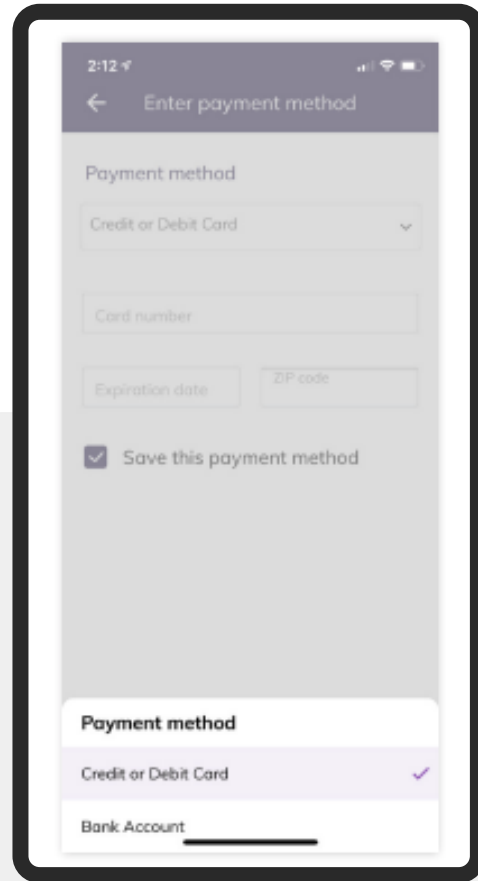 2:12
Enter payment method
Payment method
Credit or Debit Card
Card number
Expiration date
ZIP code
Save this payment method
Payment method
Credit or Debit Card
Bank Account